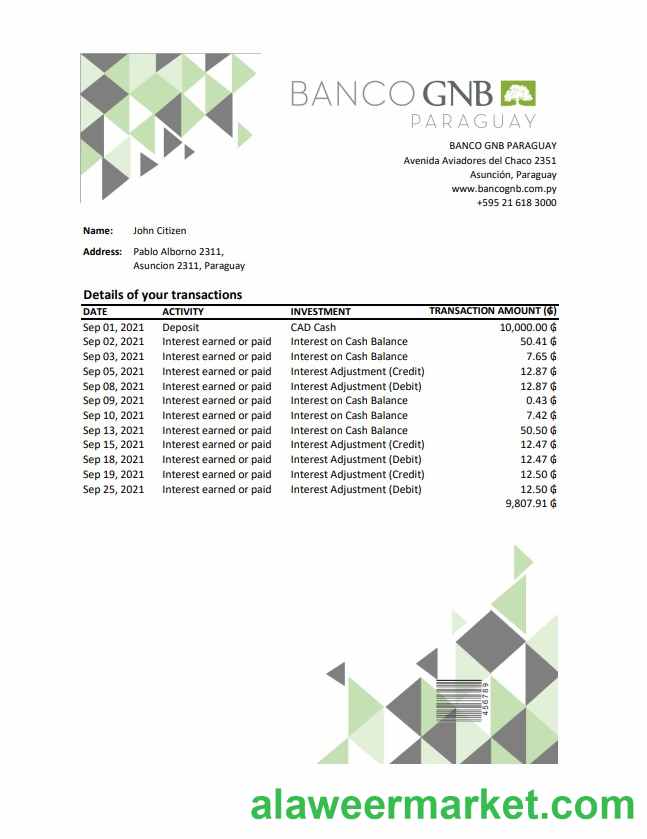 BANCO GNB
PARAGUAY
BANCO GNB PARAGUAY
Avenida Aviadores del Chaco 2351
Asunción, Paraguay
www.bancognb.com.py
+595 21 618 3000
Name: John Citizen
Address: Pablo Alborno 2311,
Asuncion 2311, Paraguay
Details of your transactions
DATE ACTIVITY INVESTMENT TRANSACTION AMOUNT (₲)
Sep 01, 2021 Deposit CAD Cash 10,000.00 ₲
Sep 02, 2021 Interest earned or paid Interest on Cash Balance 50.41 ₲
Sep 03, 2021 Interest earned or paid Interest on Cash Balance 7.65 ₲
Sep 05, 2021 Interest earned or paid Interest Adjustment (Credit) 12.87 ₲
Sep 08, 2021 Interest earned or paid Interest Adjustment (Debit) 12.87 ₲
Sep 09, 2021 Interest earned or paid Interest on Cash Balance 0.43 ₲
Sep 10, 2021 Interest earned or paid Interest on Cash Balance 7.42 ₲
Sep 13, 2021 Interest earned or paid Interest on Cash Balance 50.50 ₲
Sep 15, 2021 Interest earned or paid Interest Adjustment (Credit) 12.47 ₲
Sep 18, 2021 Interest earned or paid Interest Adjustment (Debit) 12.47 ₲
Sep 19, 2021 Interest earned or paid Interest Adjustment (Credit) 12.50 ₲
Sep 25, 2021 Interest earned or paid Interest Adjustment (Debit) 12.50 ₲
9,807.91 ₲
456789
alaweermarket.com